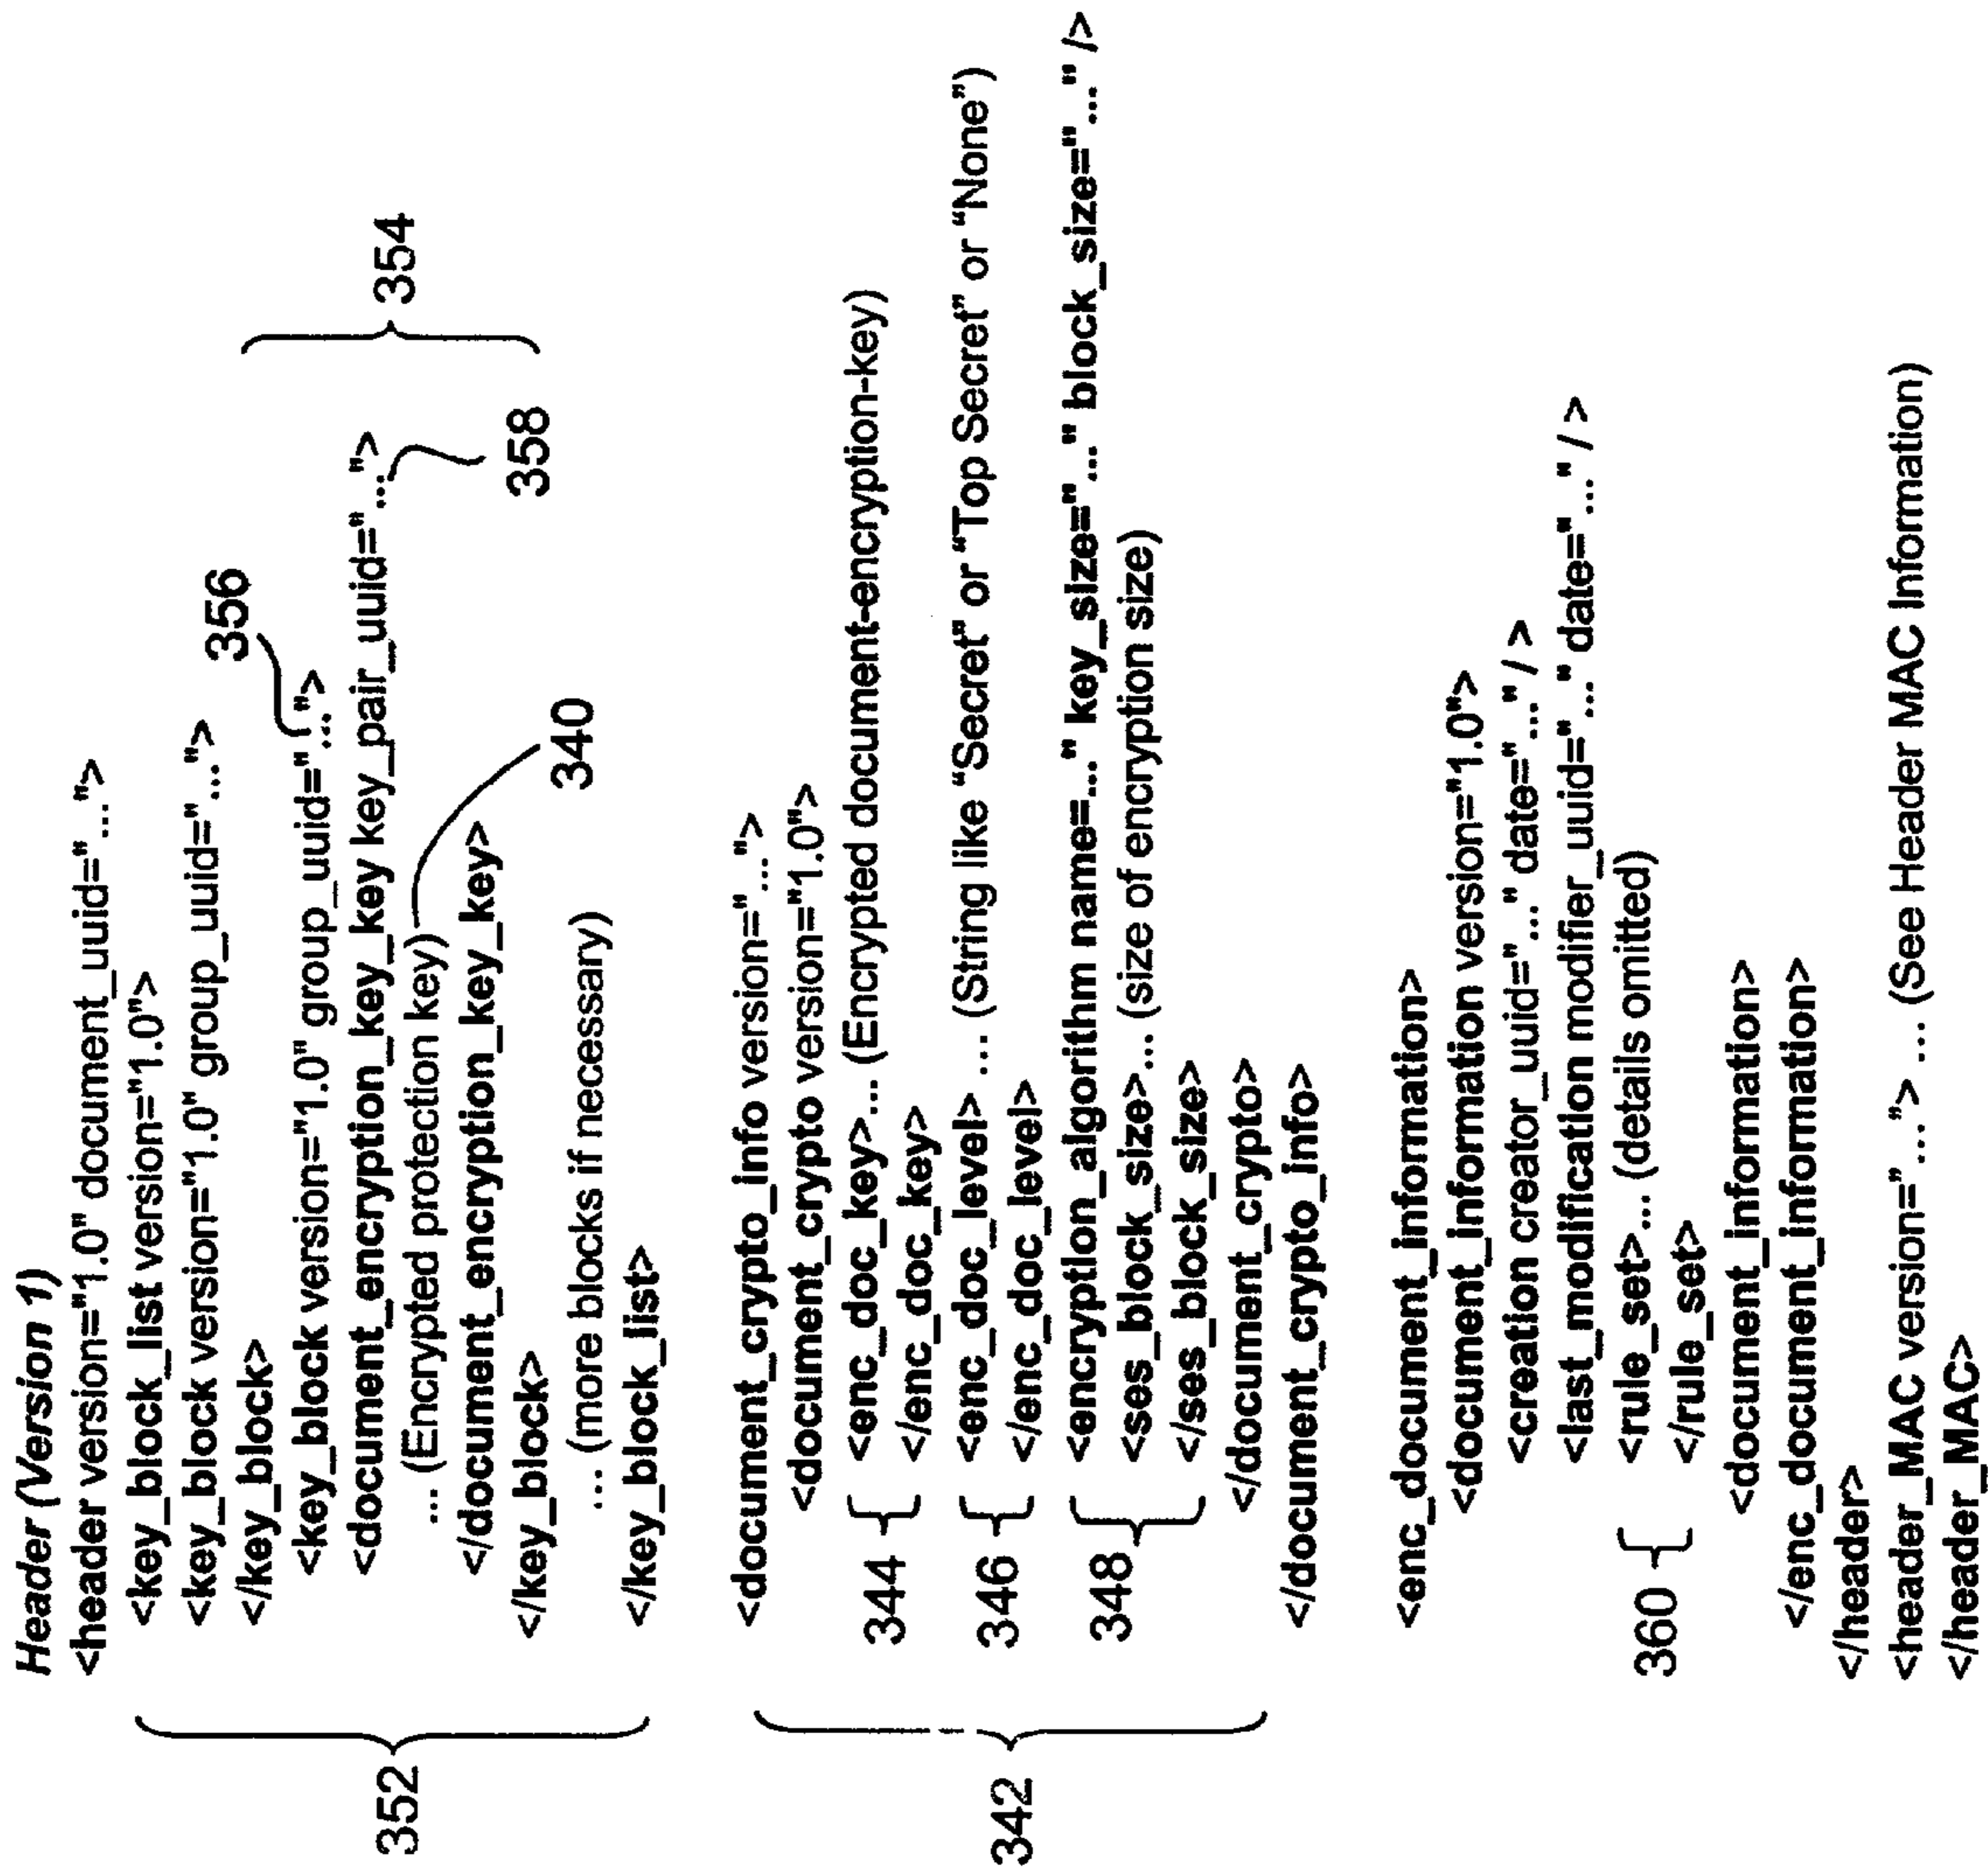 Header (Version 1)
<header version="1.0" document_uuid="...">
<key_block_list version="1.0">
<key_block version="1.0" group_uuid="...">
</key_block>
<key_block version="1.0" group_uuid="...">
356
<document_encryption_key_key key_pair_uuid="...">
358
... (Encrypted protection key)
340
</document_encryption_key_key>
354
</key_block>
... (more blocks if necessary)
</key_block_list>
352
<document_crypto_info version="...">
<document_crypto version="1.0">
344
<enc_doc_key>... (Encrypted document-encryption-key)
</enc_doc_key>
346
<enc_doc_level> ... (String like "Secret" or "Top Secret" or "None")
</enc_doc_level>
348
<encryption_algorithm name=..." key_size="..." block_size="..." />
<ses_block_size>... (size of encryption size)
</ses_block_size>
</document_crypto>
</document_crypto_info>
342
<enc_document_information>
<document_information version="1.0">
<creation creator_uuid="..." date="..." />
<last_modification modifier_uuid="..." date="..." />
360
<rule_set>... (details omitted)
</rule_set>
<document_information>
</enc_document_information>
</header>
<header_MAC version="..."> ... (See Header MAC Information)
</header_MAC>